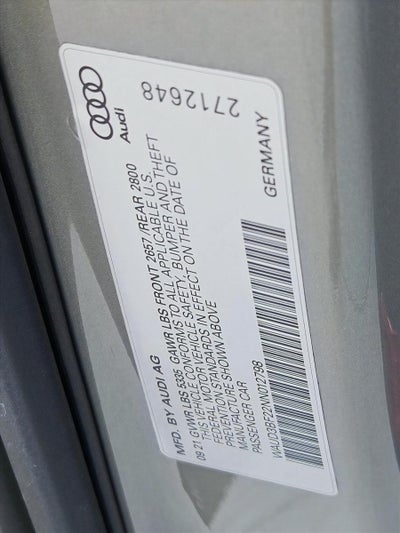 MFD. BY AUDI AG
09 21 GVWR LBS 5335 GAWR LBS FRONT 2657/REAR 2800
THIS VEHICLE CONFORMS TO ALL APPLICABLE U.S.
FEDERAL MOTOR VEHICLE SAFETY, BUMPER AND THEFT
PREVENTION STANDARDS IN EFFECT ON THE DATE OF
MANUFACTURE SHOWN ABOVE
PASSENGER CAR
WAUD3BF22NN012798
GERMANY
Audi
2712648